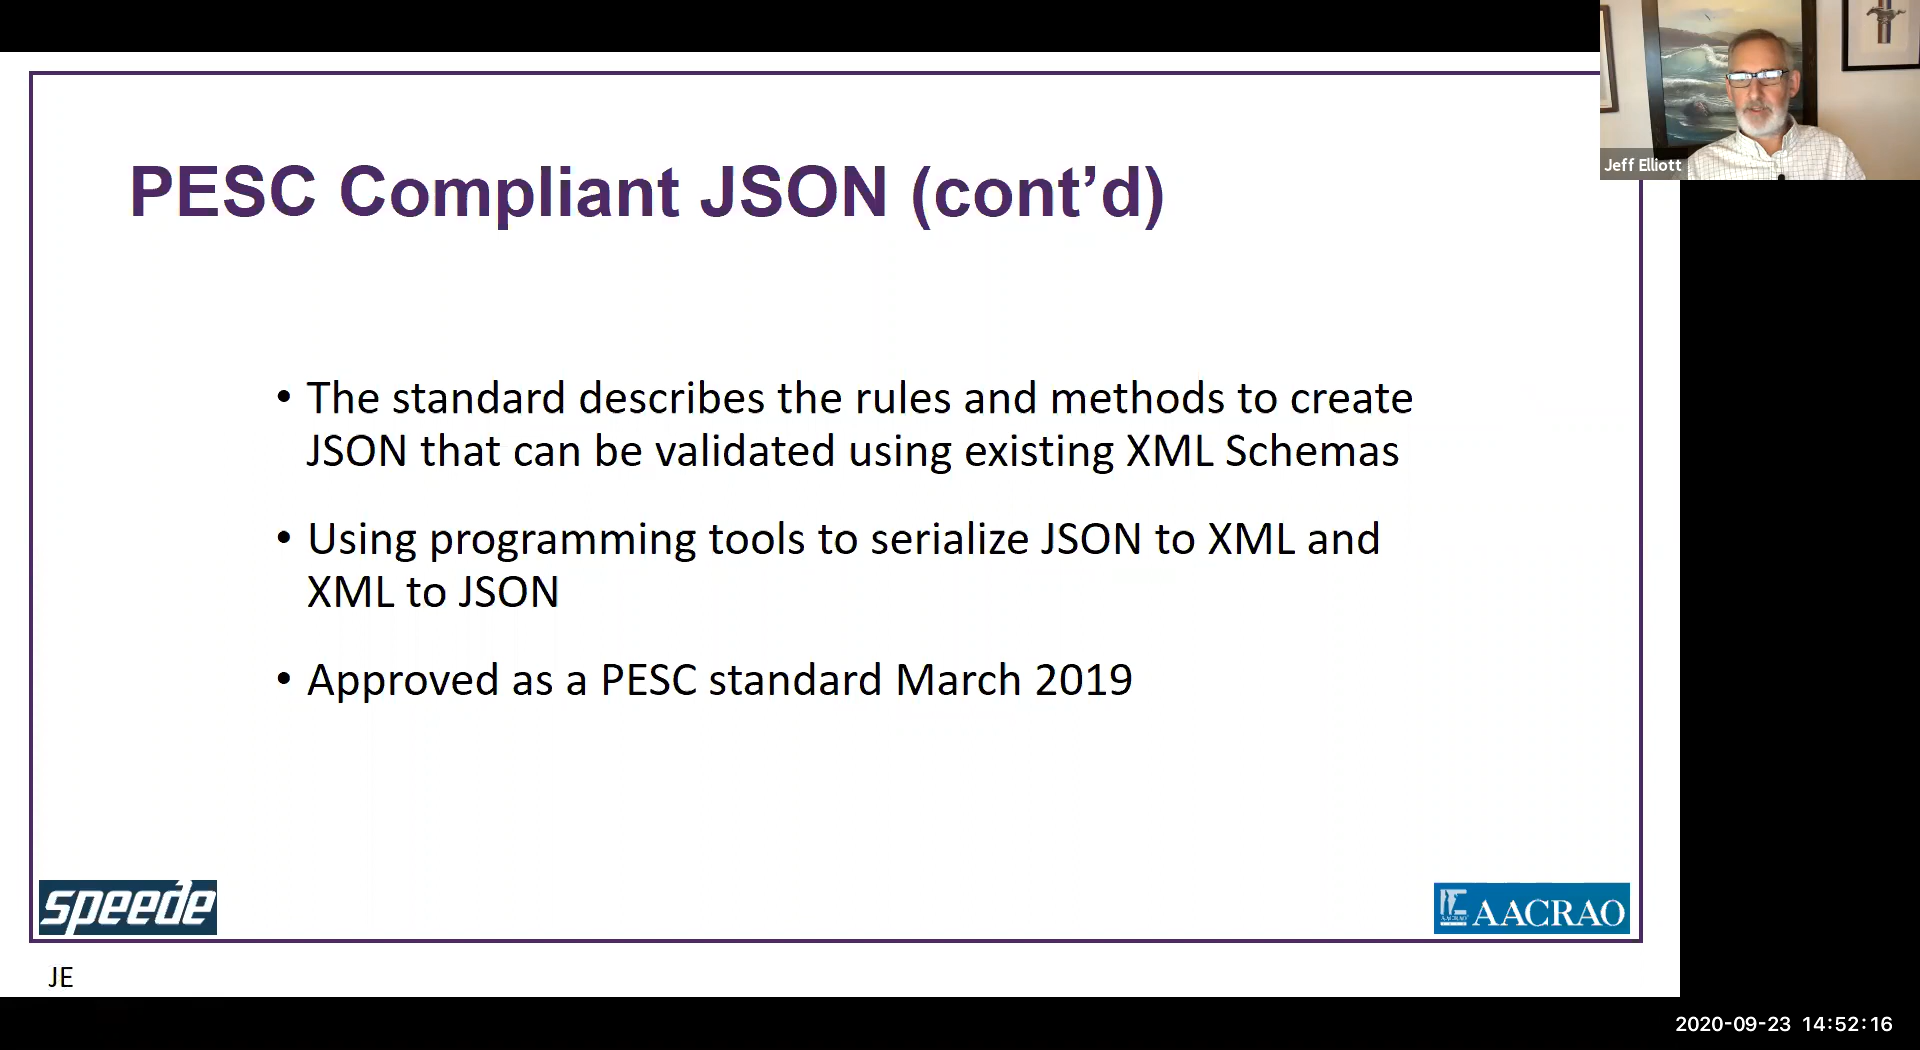 PESC Compliant JSON (cont’d)
• The standard describes the rules and methods to create
JSON that can be validated using existing XML Schemas
• Using programming tools to serialize JSON to XML and
XML to JSON
• Approved as a PESC standard March 2019
speede
AACRAO
JE
Jeff Elliott
2020-09-23 14:52:16